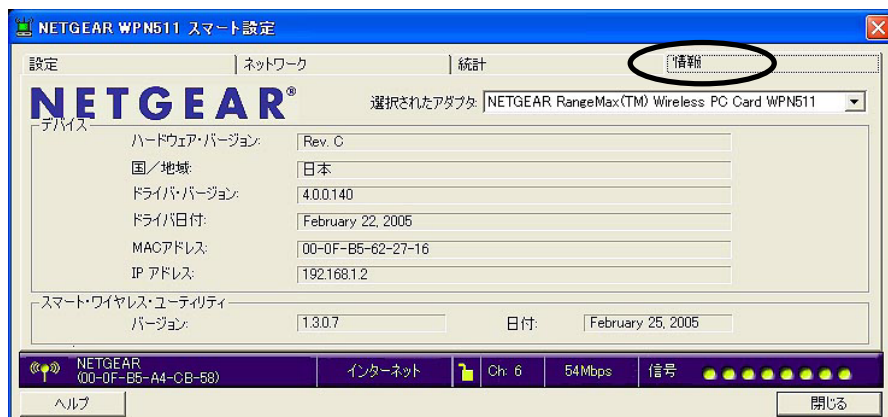 NETGEAR WPN511 スマート設定
設定 ネットワーク 統計 情報
NETGEAR® 選択されたアダプタ: NETGEAR RangeMax(TM) Wireless PC Card WPN511
デバイス
ハードウェア・バージョン: Rev. C
国/地域: 日本
ドライバ・バージョン: 4.0.0.140
ドライバ日付: February 22, 2005
MACアドレス: 00-0F-B5-62-27-16
IP アドレス: 192.168.1.2
スマート・ワイヤレス・ユーティリティ
バージョン: 1.3.0.7 日付: February 25, 2005
NETGEAR
(00-0F-B5-A4-CB-58) インターネット Ch: 6 54Mbps 信号
ヘルプ 閉じる